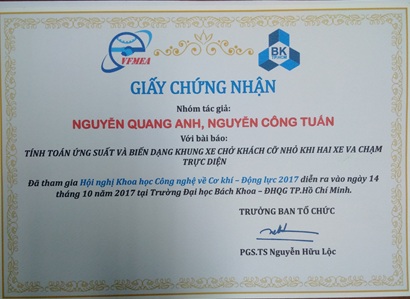 VFMEA
BK
TP.HCM
GIẤY CHỨNG NHẬN
Nhóm tác giả:
NGUYỄN QUANG ANH, NGUYỄN CÔNG TUẤN
Với bài báo:
TÍNH TOÁN ỨNG SUẤT VÀ BIẾN DẠNG KHUNG XE CHỞ KHÁCH CỠ NHỎ KHI HAI XE VA CHẠM
TRỰC DIỆN
Đã tham gia Hội nghị Khoa học Công nghệ về Cơ khí – Động lực 2017 diễn ra vào ngày 14
tháng 10 năm 2017 tại Trường Đại học Bách Khoa – ĐHQG TP.Hồ Chí Minh.
TRƯỞNG BAN TỔ CHỨC
PGS.TS Nguyễn Hữu Lộc